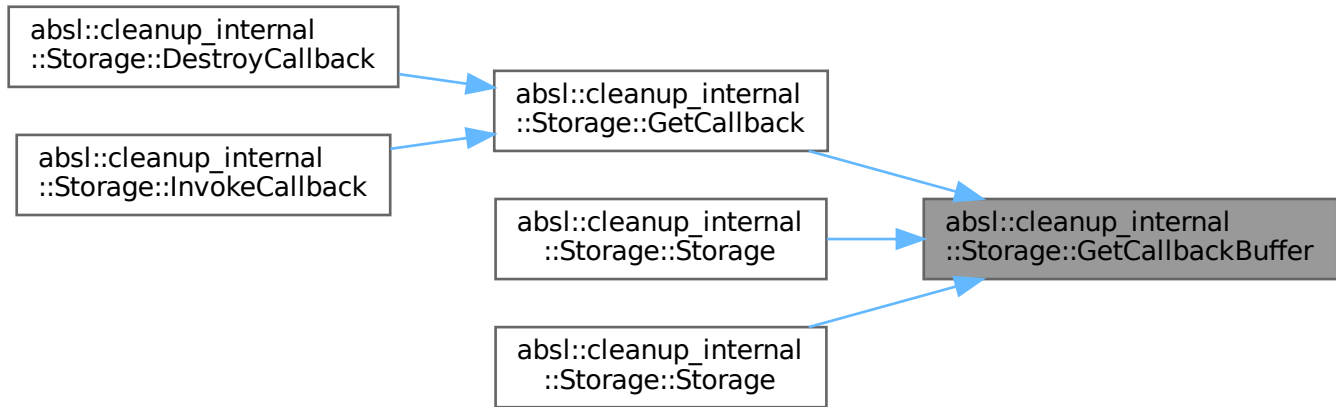 absl::cleanup_internal
::Storage::DestroyCallback
absl::cleanup_internal
::Storage::InvokeCallback
absl::cleanup_internal
::Storage::GetCallback
absl::cleanup_internal
::Storage::Storage
absl::cleanup_internal
::Storage::Storage
absl::cleanup_internal
::Storage::GetCallbackBuffer